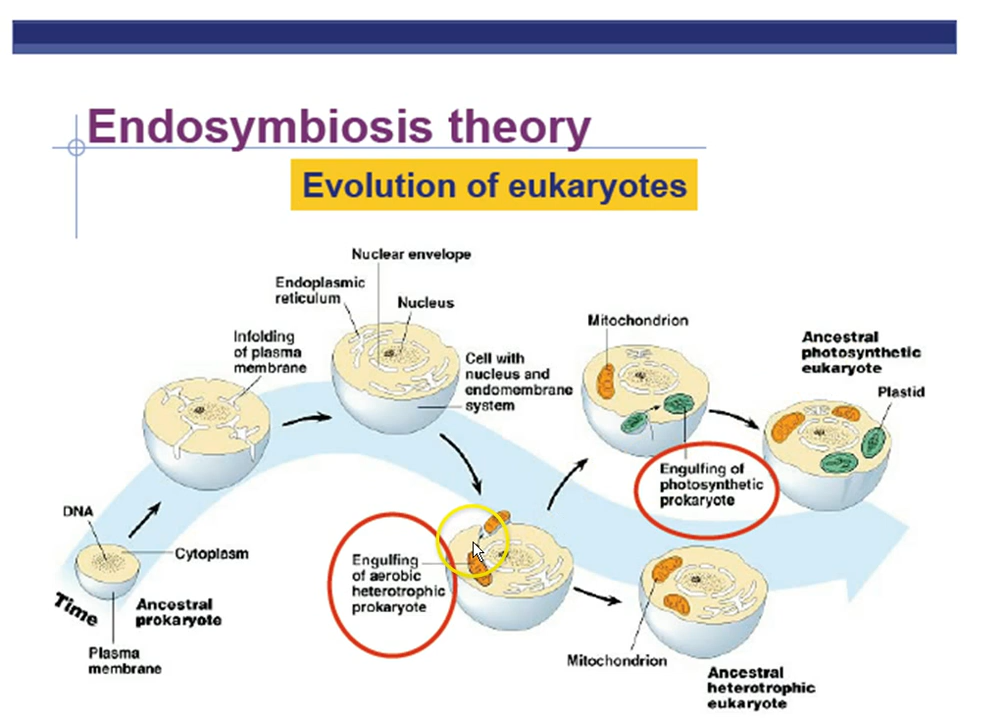 Endosymbiosis theory
Evolution of eukaryotes
Nuclear envelope
Endoplasmic
reticulum
Nucleus
Infolding
of plasma
membrane
Cell with
nucleus and
endomembrane
system
Mitochondrion
Ancestral
photosynthetic
eukaryote
Plastid
Engulfing of
photosynthetic
prokaryote
DNA
Cytoplasm
Engulfing
of aerobic
heterotrophic
prokaryote
Time
Ancestral
prokaryote
Plasma
membrane
Mitochondrion
Ancestral
heterotrophic
eukaryote